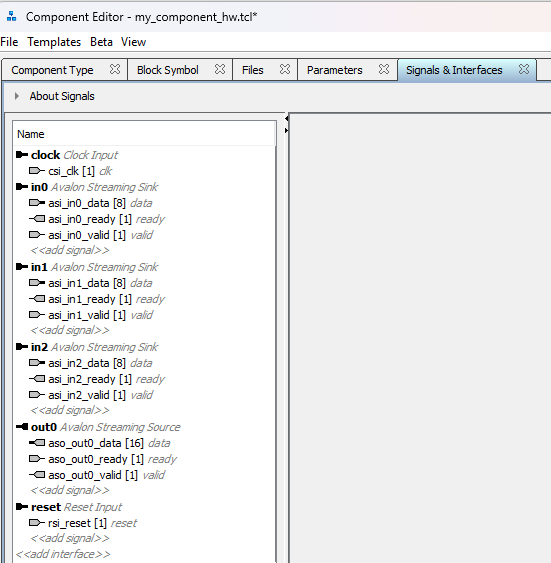 Component Editor - my_component_hw.tcl*
File Templates Beta View
Component Type Block Symbol Files Parameters Signals & Interfaces
About Signals
Name
clock Clock Input
csi_clk [1] clk
in0 Avalon Streaming Sink
asi_in0_data [8] data
asi_in0_ready [1] ready
asi_in0_valid [1] valid
<<add signal>>
in1 Avalon Streaming Sink
asi_in1_data [8] data
asi_in1_ready [1] ready
asi_in1_valid [1] valid
<<add signal>>
in2 Avalon Streaming Sink
asi_in2_data [8] data
asi_in2_ready [1] ready
asi_in2_valid [1] valid
<<add signal>>
out0 Avalon Streaming Source
aso_out0_data [16] data
aso_out0_ready [1] ready
aso_out0_valid [1] valid
<<add signal>>
reset Reset Input
rsi_reset [1] reset
<<add signal>>
<<add interface>>